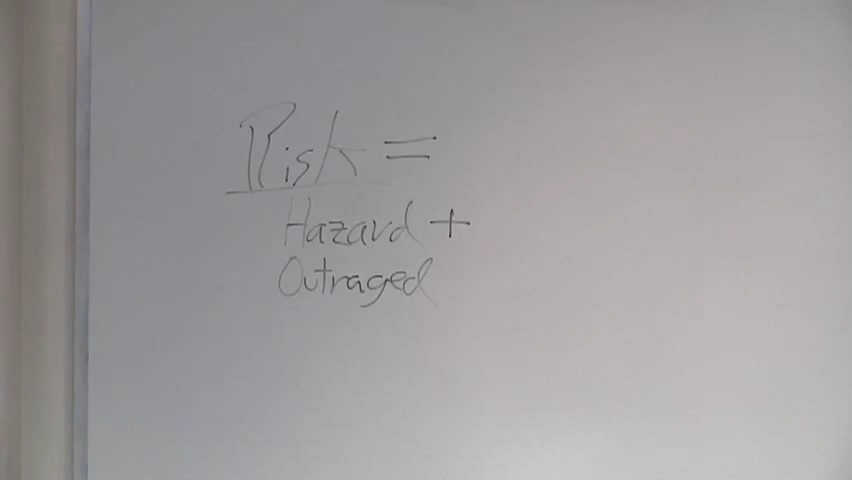 Risk =
Hazard +
Outraged